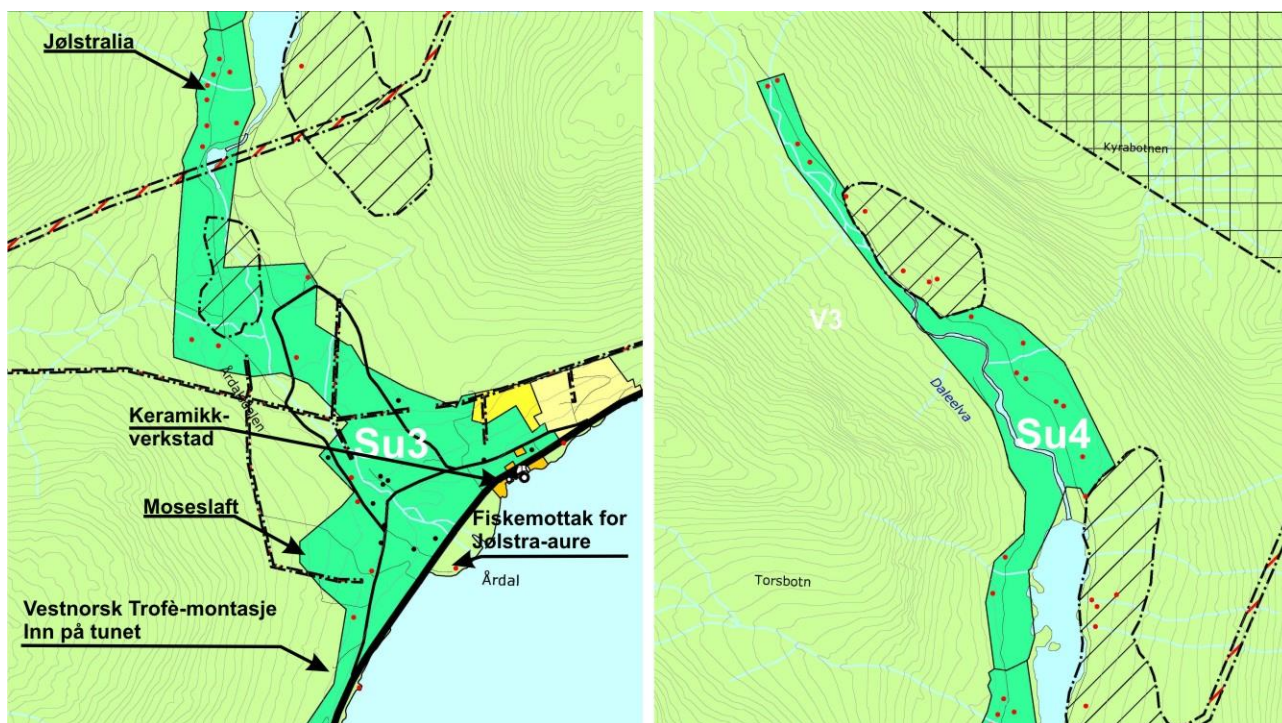 Jølstralia
Su3
Årdalsdalen
Keramikk-
verkstad
Moseslaft
Fiskemottak for
Jølstra-aure
Årdal
Vestnorsk Trofè-montasje
Inn på tunet
Kyrabotnen
V3
Daleelva
Su4
Torsbotn